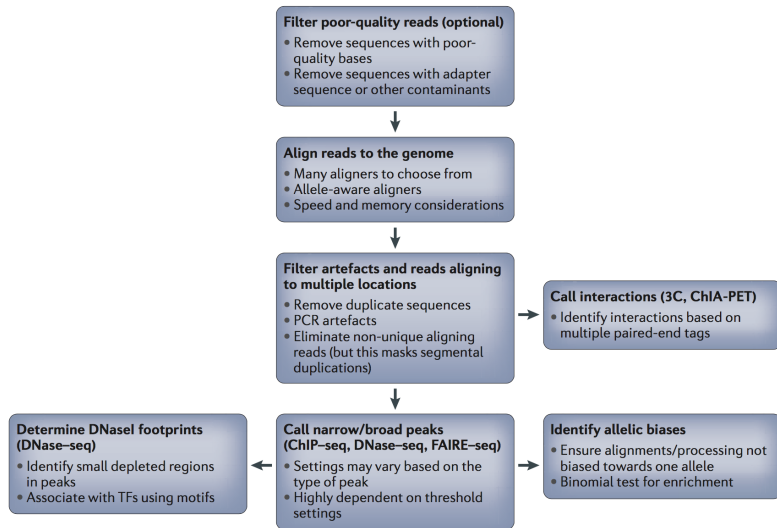 Filter poor-quality reads (optional)
• Remove sequences with poor-
quality bases
• Remove sequences with adapter
sequence or other contaminants
Align reads to the genome
• Many aligners to choose from
• Allele-aware aligners
• Speed and memory considerations
Filter artefacts and reads aligning
to multiple locations
• Remove duplicate sequences
• PCR artefacts
• Eliminate non-unique aligning
reads (but this masks segmental
duplications)
Call interactions (3C, ChIA-PET)
• Identify interactions based on
multiple paired-end tags
Determine DNaseI footprints
(DNase–seq)
• Identify small depleted regions
in peaks
• Associate with TFs using motifs
Call narrow/broad peaks
(ChIP–seq, DNase–seq, FAIRE–seq)
• Settings may vary based on the
type of peak
• Highly dependent on threshold
settings
Identify allelic biases
• Ensure alignments/processing not
biased towards one allele
• Binomial test for enrichment